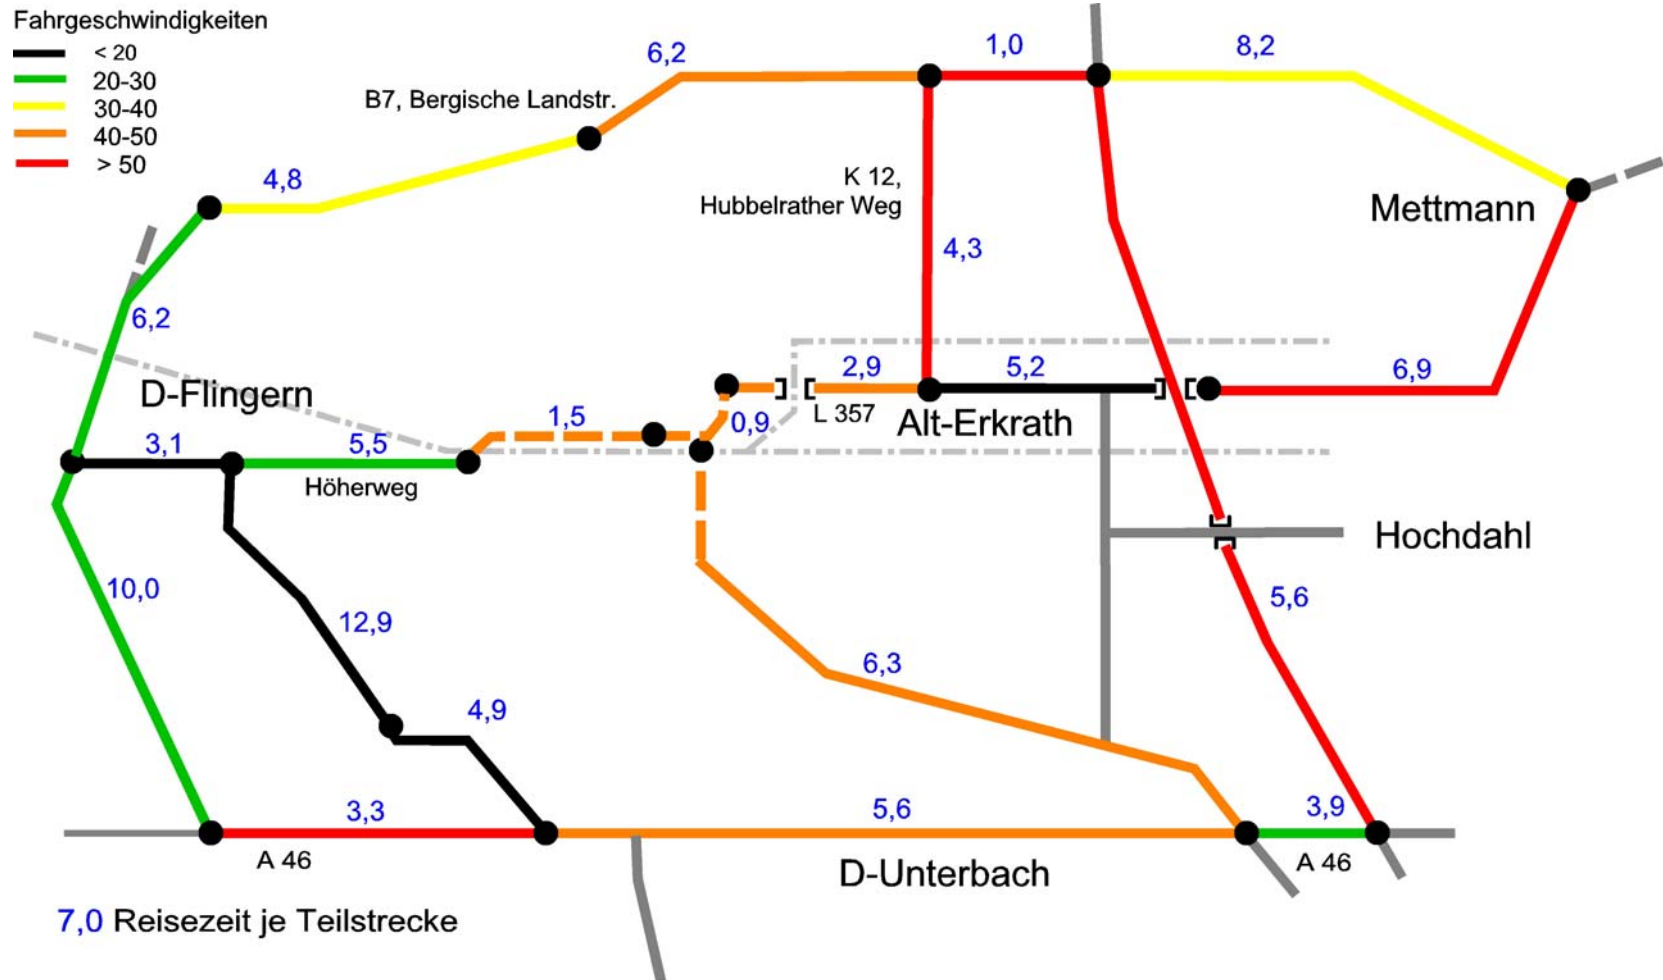 Fahrgeschwindigkeiten
< 20
20-30
30-40
40-50
> 50
6,2
1,0
8,2
B7, Bergische Landstr.
4,8
K 12,
Hubbelrather Weg
Mettmann
4,3
6,2
D-Flingern
2,9
5,2
6,9
1,5
0,9
L 357
Alt-Erkrath
3,1
5,5
Höherweg
Hochdahl
10,0
12,9
5,6
6,3
4,9
3,3
5,6
3,9
A 46
D-Unterbach
A 46
7,0 Reisezeit je Teilstrecke